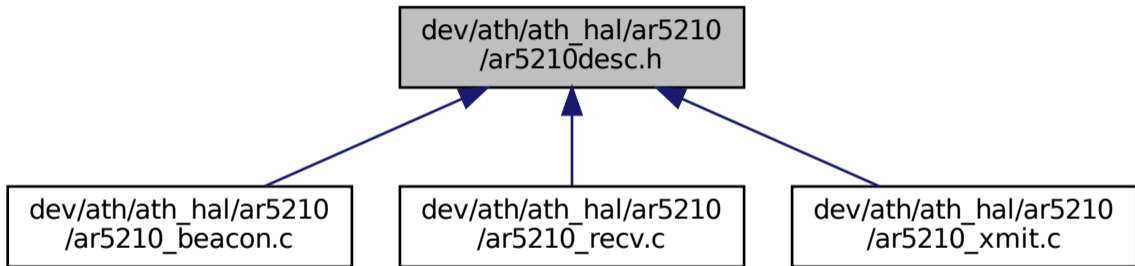 dev/ath/ath_hal/ar5210
/ar5210desc.h
dev/ath/ath_hal/ar5210
/ar5210_beacon.c
dev/ath/ath_hal/ar5210
/ar5210_recv.c
dev/ath/ath_hal/ar5210
/ar5210_xmit.c